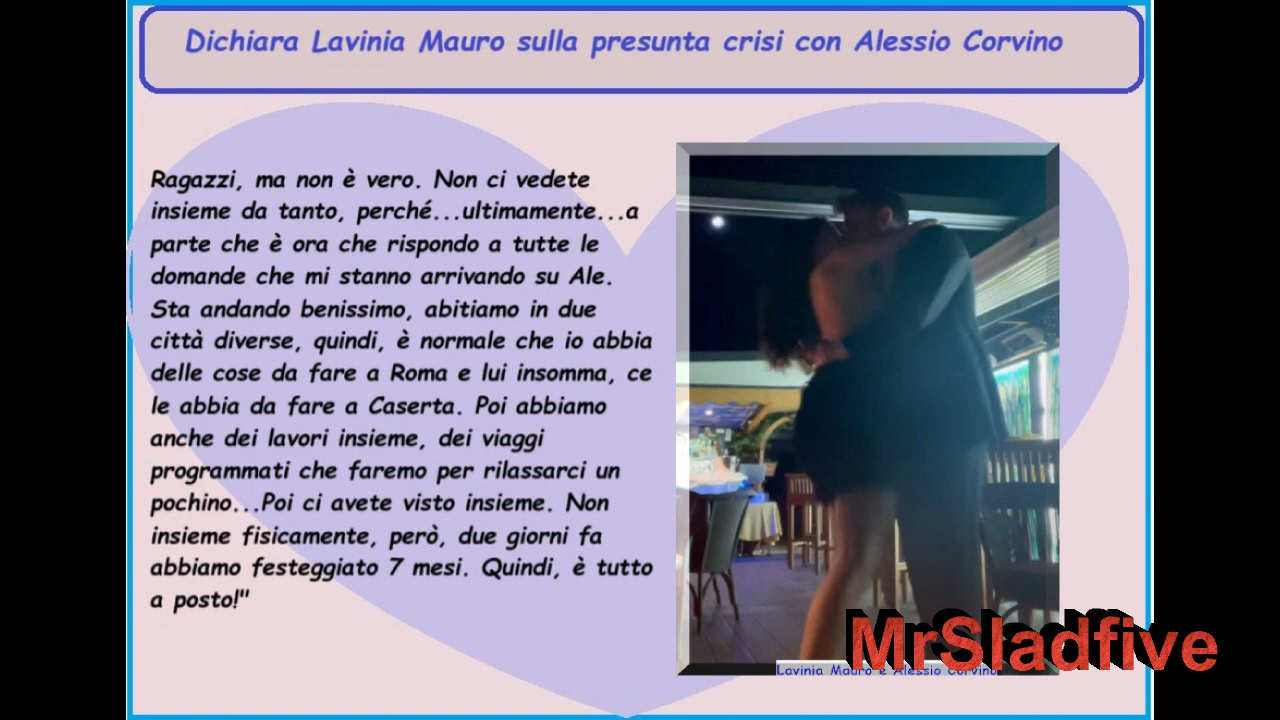 Dichiara Lavinia Mauro sulla presunta crisi con Alessio Corvino
Ragazzi, ma non è vero. Non ci vedete
insieme da tanto, perché...ultimamente...a
parte che è ora che rispondo a tutte le
domande che mi stanno arrivando su Ale.
Sta andando benissimo, abitiamo in due
città diverse, quindi, è normale che io abbia
delle cose da fare a Roma e lui insomma, ce
le abbia da fare a Caserta. Poi abbiamo
anche dei lavori insieme, dei viaggi
programmati che faremo per rilassarci un
pochino...Poi ci avete visto insieme. Non
insieme fisicamente, però, due giorni fa
abbiamo festeggiato 7 mesi. Quindi, è tutto
a posto!"
Lavinia Mauro e Alessio Corvino
MrSladfive